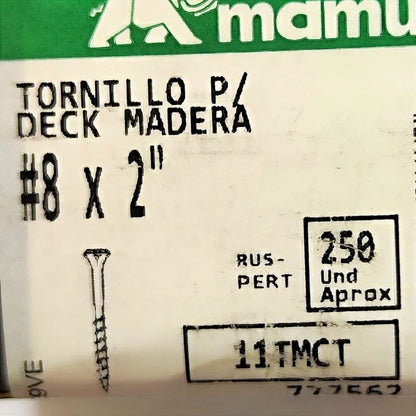 mamu
TORNILLO P/
DECK MADERA
#8 X 2"
RUS-
PERT
250
Und
Aprox
11TMCT